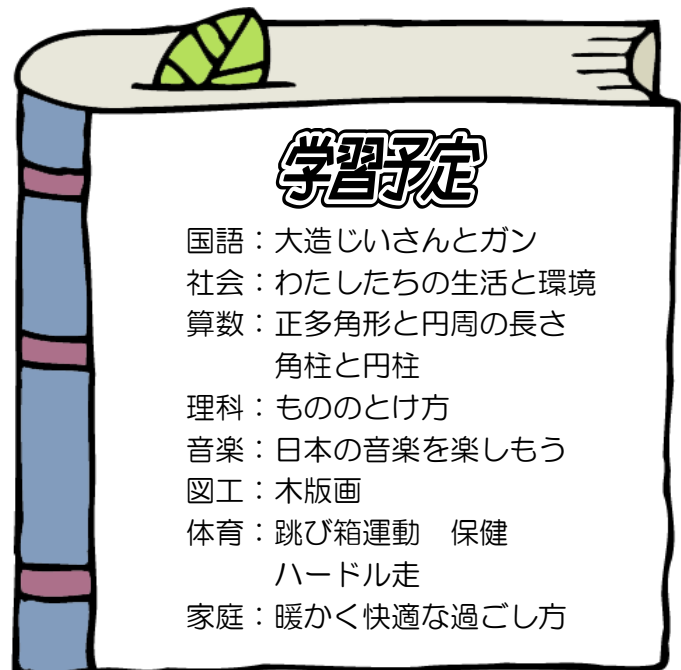 学習予定
国語：大造じいさんとガン
社会：わたしたちの生活と環境
算数：正多角形と円周の長さ
角柱と円柱
理科：もののとけ方
音楽：日本の音楽を楽しもう
図工：木版画
体育：跳び箱運動　保健
ハードル走
家庭：暖かく快適な過ごし方